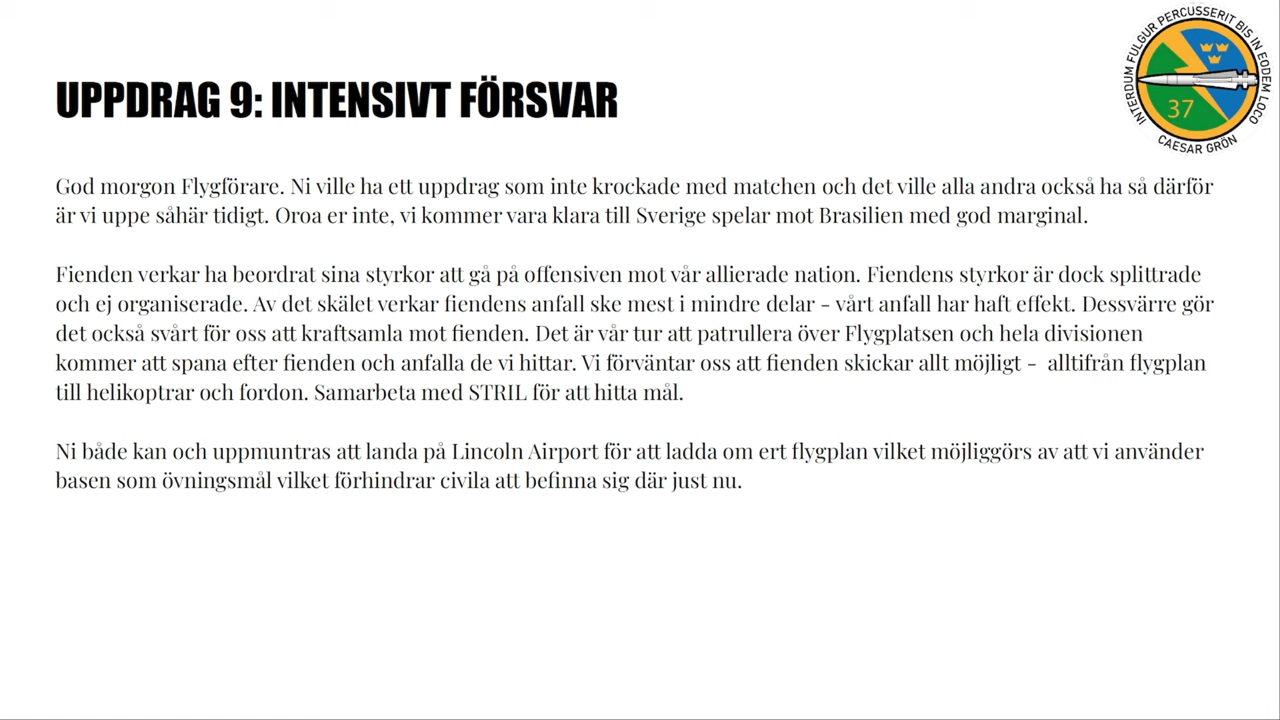 UPPDRAG 9: INTENSIVT FÖRSVAR
INTERDUM FULGUR PERCUSSERIT BIS IN EODEM LOCO
37
CAESAR GRÖN
God morgon Flygförare. Ni ville ha ett uppdrag som inte krockade med matchen och det ville alla andra också ha så därför
är vi uppe såhär tidigt. Oroa er inte, vi kommer vara klara till Sverige spelar mot Brasilien med god marginal.
Fienden verkar ha beordrat sina styrkor att gå på offensiven mot vår allierade nation. Fiendens styrkor är dock splittrade
och ej organiserade. Av det skälet verkar fiendens anfall ske mest i mindre delar - vårt anfall har haft effekt. Dessvärre gör
det också svårt för oss att kraftsamla mot fienden. Det är vår tur att patrullera över Flygplatsen och hela divisionen
kommer att spana efter fienden och anfalla de vi hittar. Vi förväntar oss att fienden skickar allt möjligt - alltifrån flygplan
till helikoptrar och fordon. Samarbeta med STRIL för att hitta mål.
Ni både kan och uppmuntras att landa på Lincoln Airport för att ladda om ert flygplan vilket möjliggörs av att vi använder
basen som övningsmål vilket förhindrar civila att befinna sig där just nu.